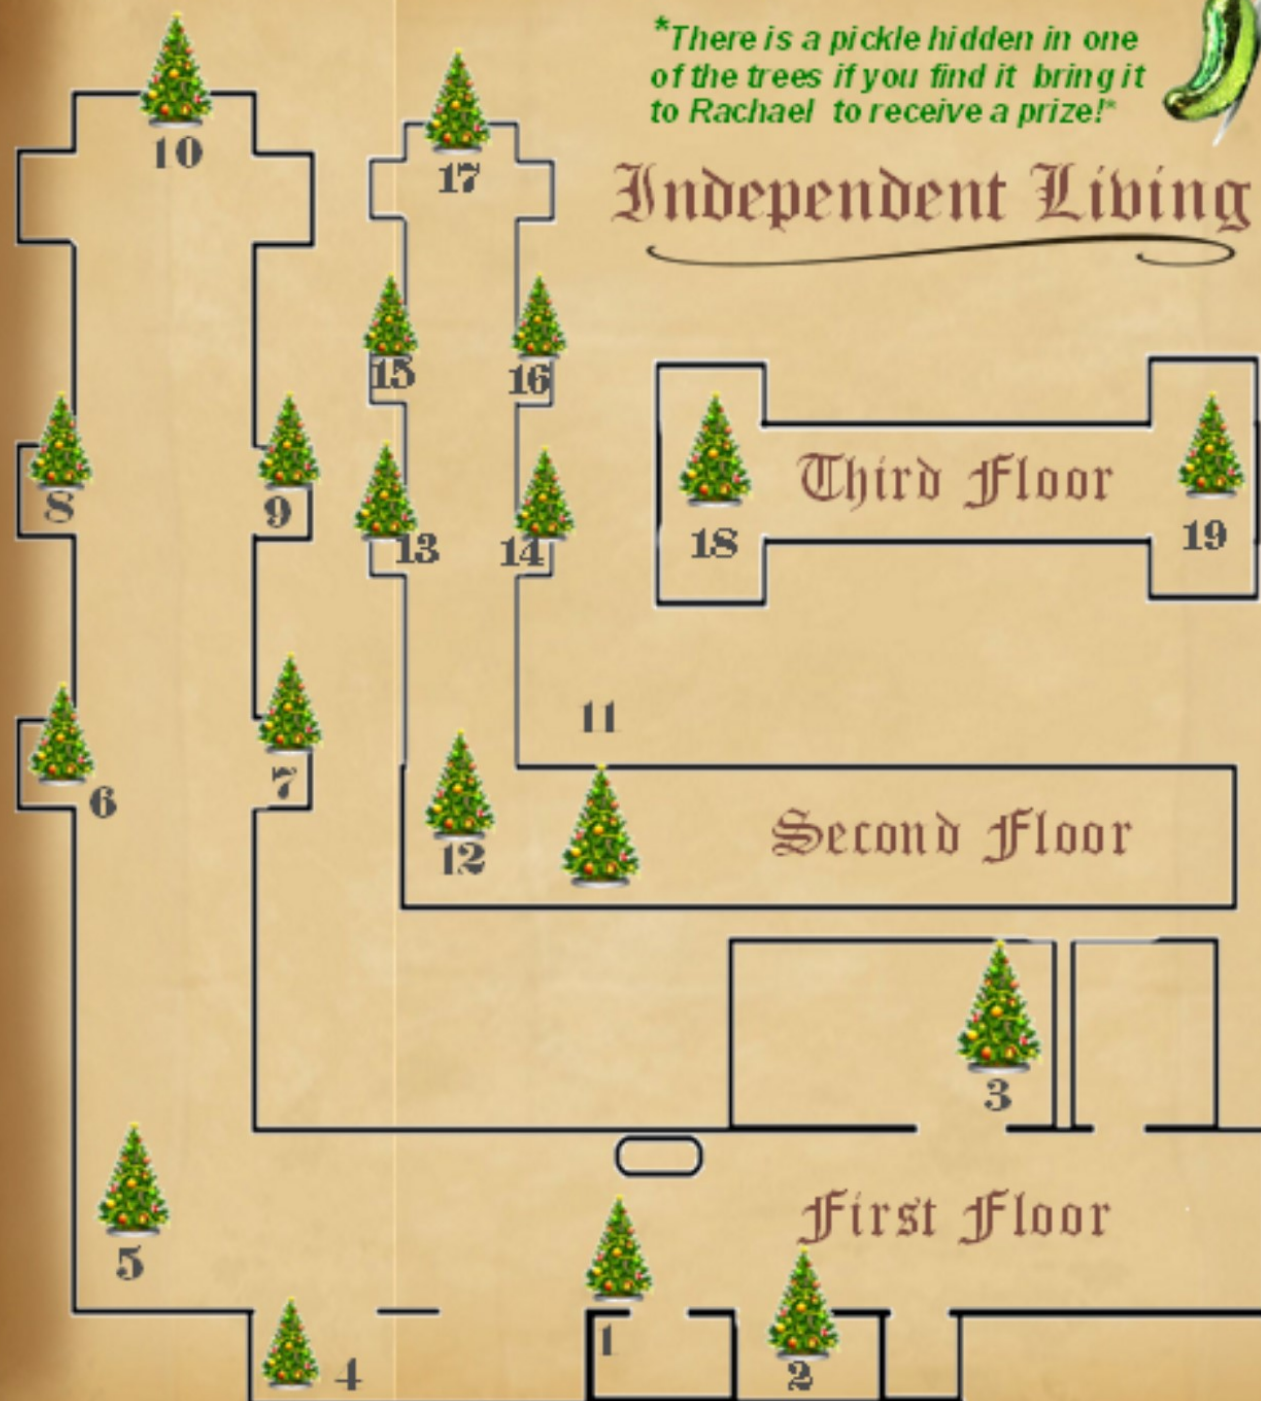 *There is a pickle hidden in one
of the trees if you find it bring it
to Rachael to receive a prize!*
Independent Living
10
17
15
16
8
9
13
14
Third Floor
18
19
6
7
11
12
Second Floor
3
First Floor
5
1
4
2